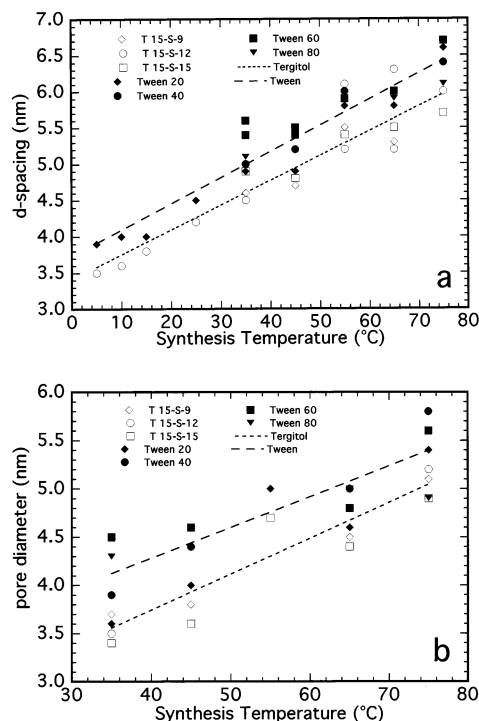 7.0
6.5
6.0
5.5
5.0
4.5
4.0
3.5
3.0
d-spacing (nm)
T 15-S-9
T 15-S-12
T 15-S-15
Tween 20
Tween 40
Tween 60
Tween 80
Tergitol
Tween
a
0 10 20 30 40 50 60 70 80
Synthesis Temperature (°C)
6.0
5.5
5.0
4.5
4.0
3.5
3.0
pore diameter (nm)
T 15-S-9
T 15-S-12
T 15-S-15
Tween 20
Tween 40
Tween 60
Tween 80
Tergitol
Tween
b
30 40 50 60 70 80
Synthesis Temperature (°C)